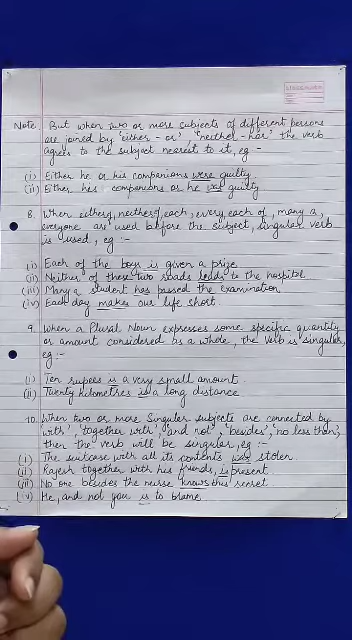 Note. But when two or more subjects of different persons
are joined by 'either - or', 'neither - nor' the verb
agrees to the subject nearest to it, eg -
(i) Either he or his companions were guilty.
(ii) Either his companions or he was guilty
8. When either of, neither of, each, every, each of, many a,
everyone are used before the subject, singular verb
is used, eg :-
(i) Each of the boys is given a prize.
(ii) Neither of these two roads leads to the hospital
(iii) Many a student has passed the examination.
(iv) Each day makes our life short.
9. When a Plural Noun expresses some specific quantity
or amount considered as a whole, the verb is singular,
eg:-
(i) Ten rupees is a very small amount.
(ii) Twenty kilometres is a long distance.
10. When two or more Singular subjects are connected by
'with', 'together with', 'and not', 'besides', 'no less than',
then the verb will be singular, eg :-
(i) The suitcase with all its contents was stolen.
(ii) Rajesh together with his friends, is present.
(iii) No one besides the nurse knows this secret
(iv) He, and not you is to blame.